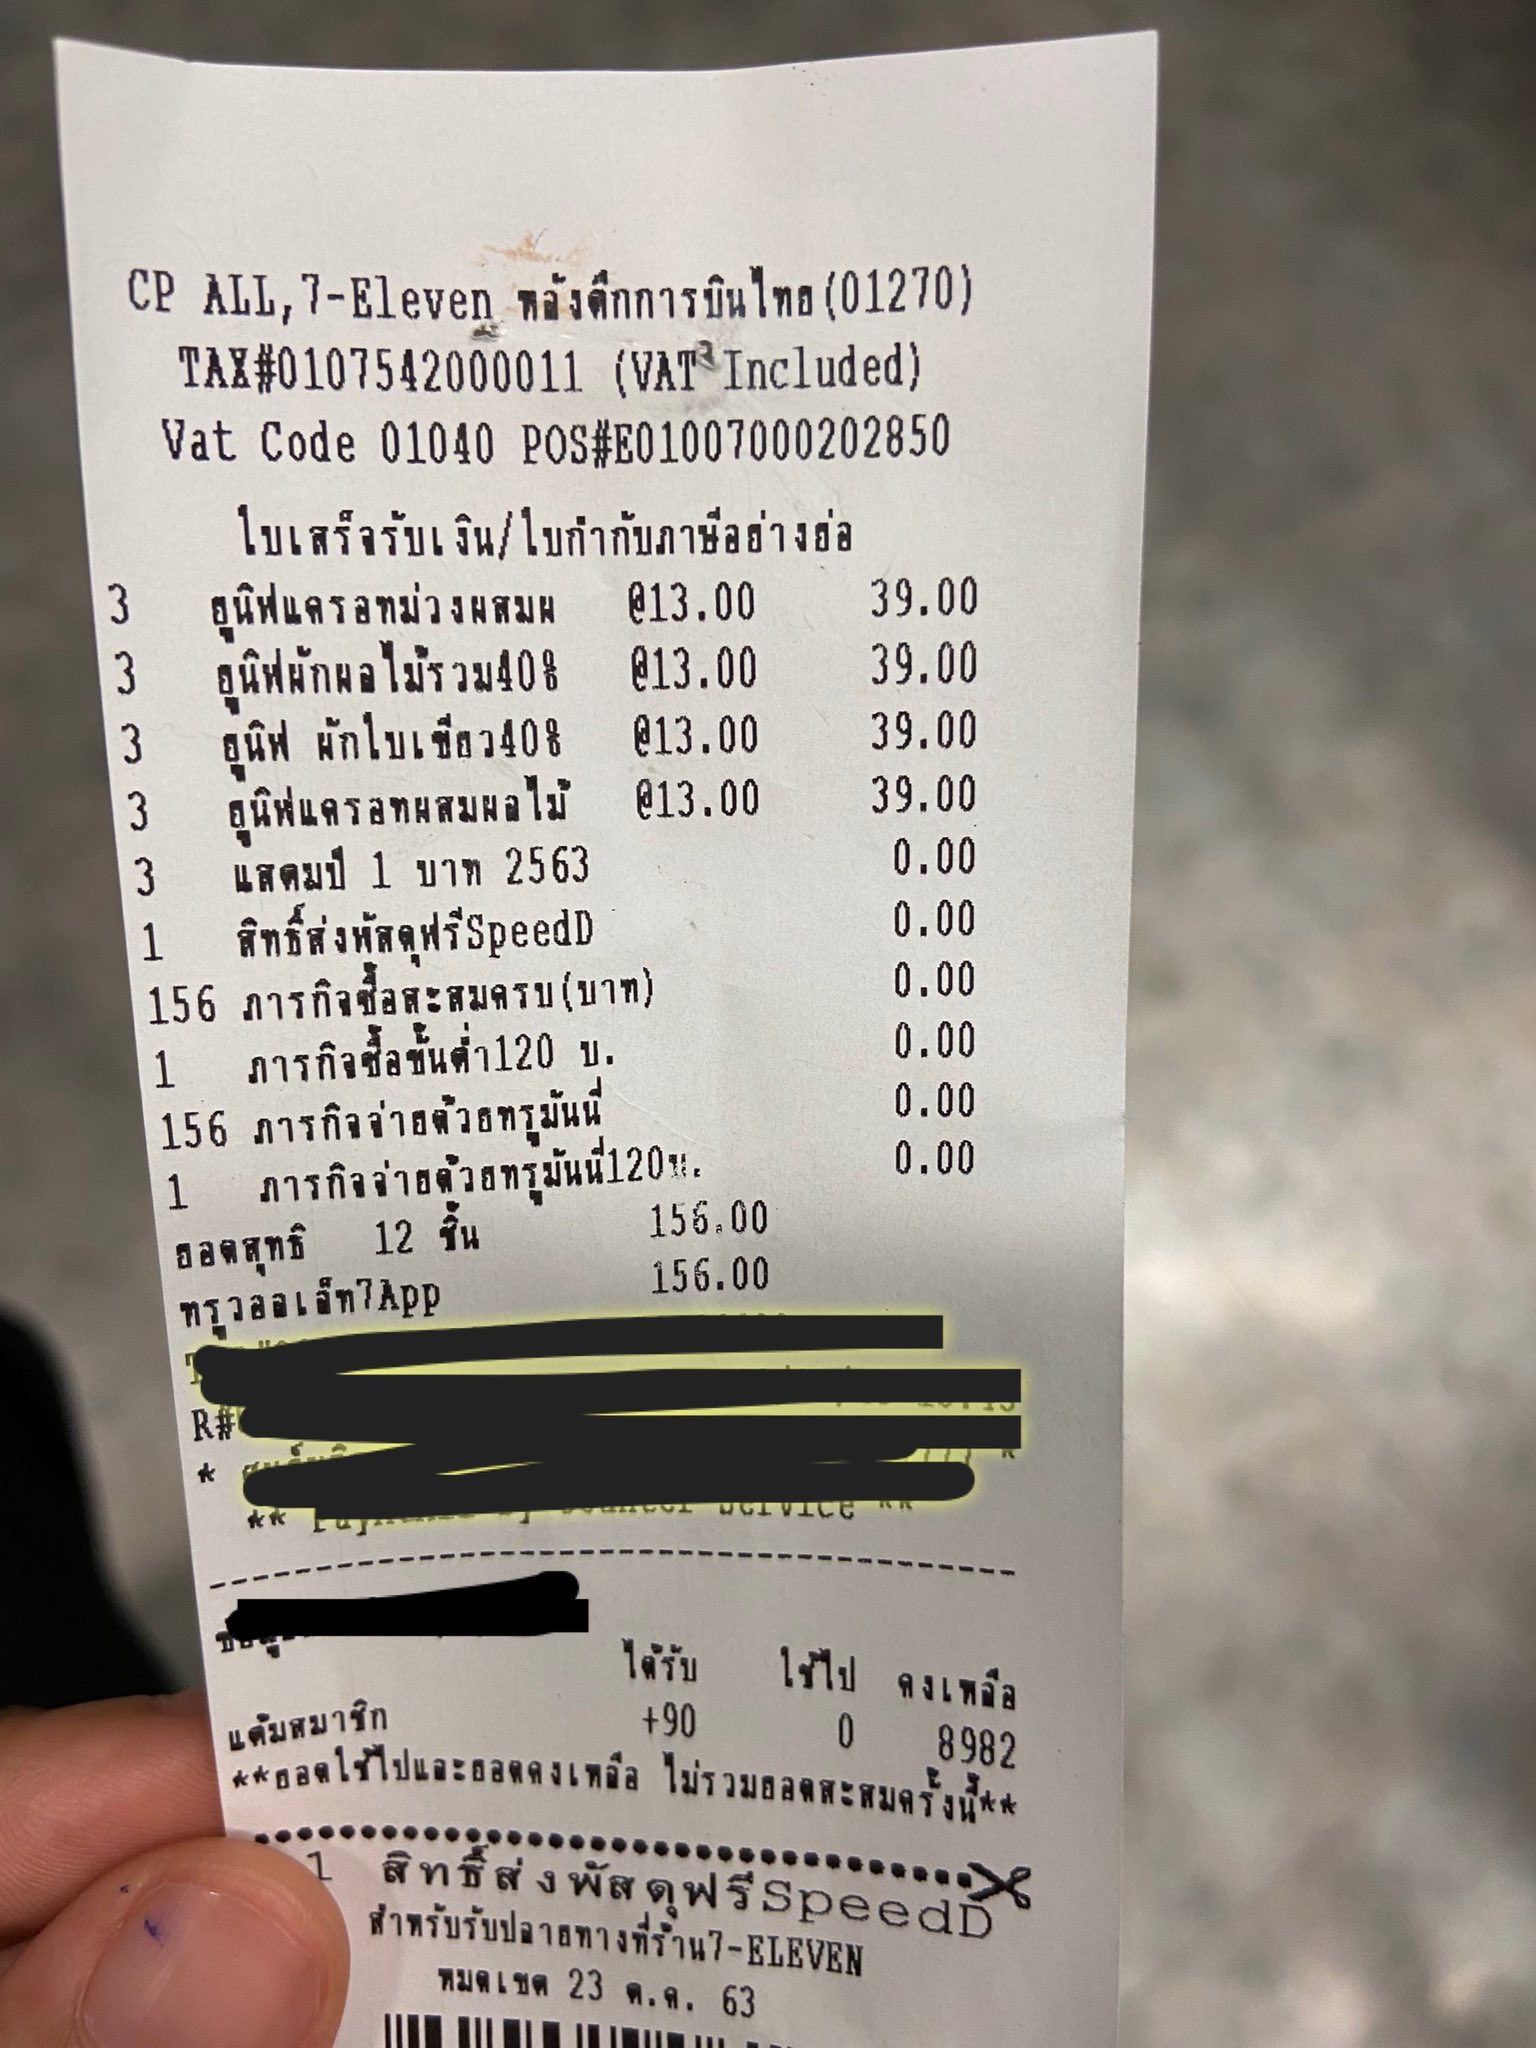 CP ALL,7-Eleven หลังตึกการบินไทย(01270)
TAX#0107542000011 (VAT Included)
Vat Code 01040 POS#E01007000202850
ใบเสร็จรับเงิน/ใบกำกับภาษีอย่างย่อ
3 ยูนิฟแครอทม่วงผสมผ @13.00 39.00
3 ยูนิฟผักผลไม้รวม40% @13.00 39.00
3 ยูนิฟ ผักใบเขียว40% @13.00 39.00
3 ยูนิฟแครอทผสมผลไม้ @13.00 39.00
3 แสตมป์ 1 บาท 2563 0.00
1 สิทธิ์ส่งพัสดุฟรีSpeedD 0.00
156 ภารกิจซื้อสะสมครบ(บาท) 0.00
1 ภารกิจซื้อขั้นต่ำ120 บ. 0.00
156 ภารกิจจ่ายด้วยทรูมันนี่ 0.00
1 ภารกิจจ่ายด้วยทรูมันนี่120บ. 0.00
ยอดสุทธิ 12 ชิ้น 156.00
ทรูวอลเล็ท7App 156.00
R#
*
** Service **
ได้รับ ใช้ไป คงเหลือ
แต้มสมาชิก +90 0 8982
**ยอดใช้ไปและยอดคงเหลือ ไม่รวมยอดสะสมครั้งนี้**
1 สิทธิ์ส่งพัสดุฟรีSpeedD
สำหรับรับปลายทางที่ร้าน7-ELEVEN
หมดเขต 23 ต.ค. 63